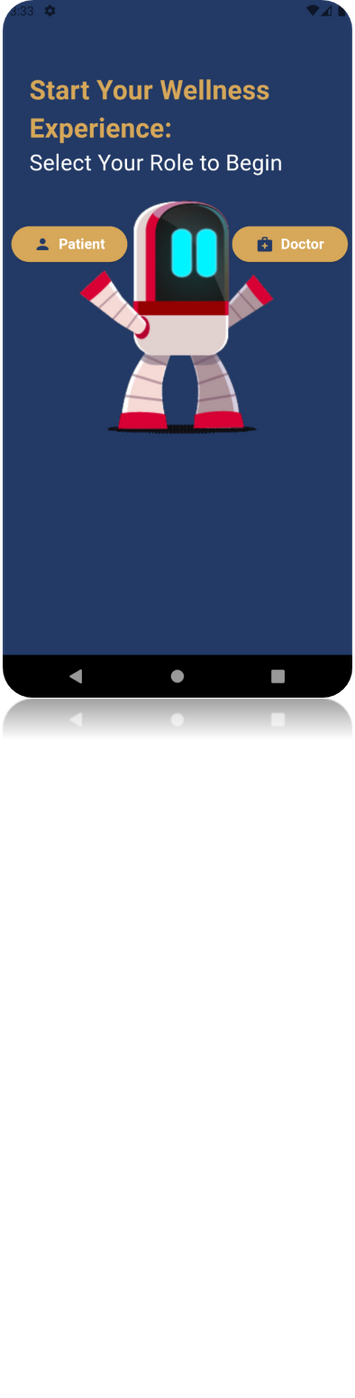 Start Your Wellness
Experience:
Select Your Role to Begin
Patient
Doctor